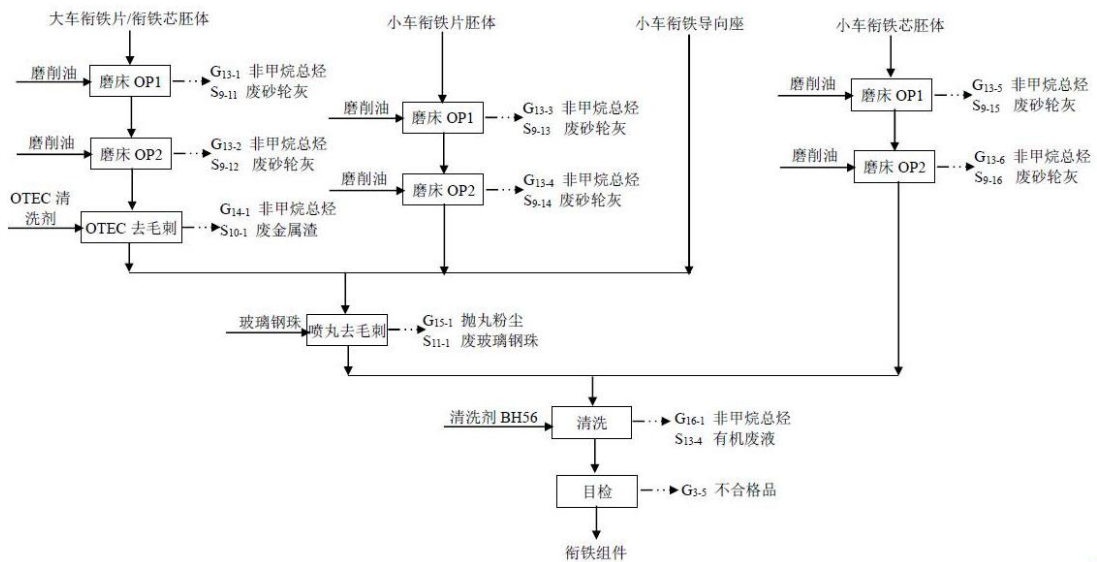 大车衔铁片/衔铁芯胚体
小车衔铁片胚体
小车衔铁导向座
小车衔铁芯胚体
磨削油
磨床 OP1
G13-1 非甲烷总烃
S9-11 废砂轮灰
磨削油
磨床 OP2
G13-2 非甲烷总烃
S9-12 废砂轮灰
OTEC 清
洗剂
OTEC 去毛刺
G14-1 非甲烷总烃
S10-1 废金属渣
磨削油
磨床 OP1
G13-3 非甲烷总烃
S9-13 废砂轮灰
磨削油
磨床 OP2
G13-4 非甲烷总烃
S9-14 废砂轮灰
磨削油
磨床 OP1
G13-5 非甲烷总烃
S9-15 废砂轮灰
磨削油
磨床 OP2
G13-6 非甲烷总烃
S9-16 废砂轮灰
玻璃钢珠
喷丸去毛刺
G15-1 抛丸粉尘
S11-1 废玻璃钢珠
清洗剂 BH56
清洗
G16-1 非甲烷总烃
S13-4 有机废液
目检
G3-5 不合格品
衔铁组件